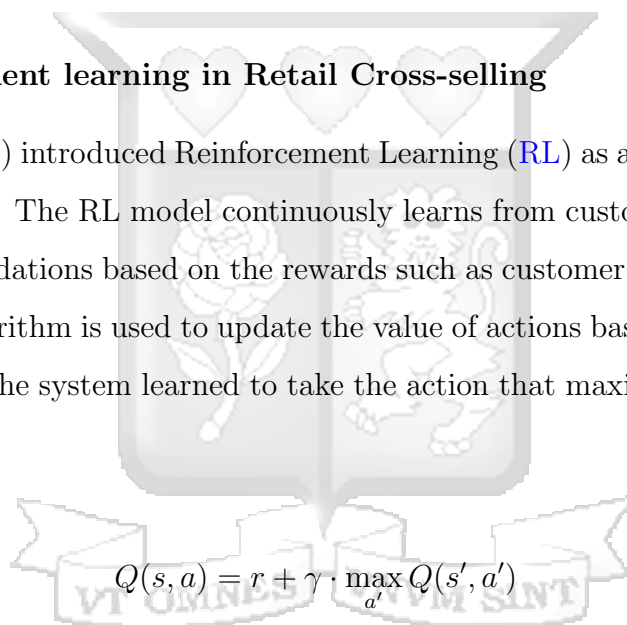 ent learning in Retail Cross-selling
) introduced Reinforcement Learning (RL) as a
The RL model continuously learns from custo
dations based on the rewards such as customer
rithm is used to update the value of actions bas
he system learned to take the action that maxi
Q(s, a) = r + γ · max_{a'} Q(s', a')
VT OMNES VNVM SINT